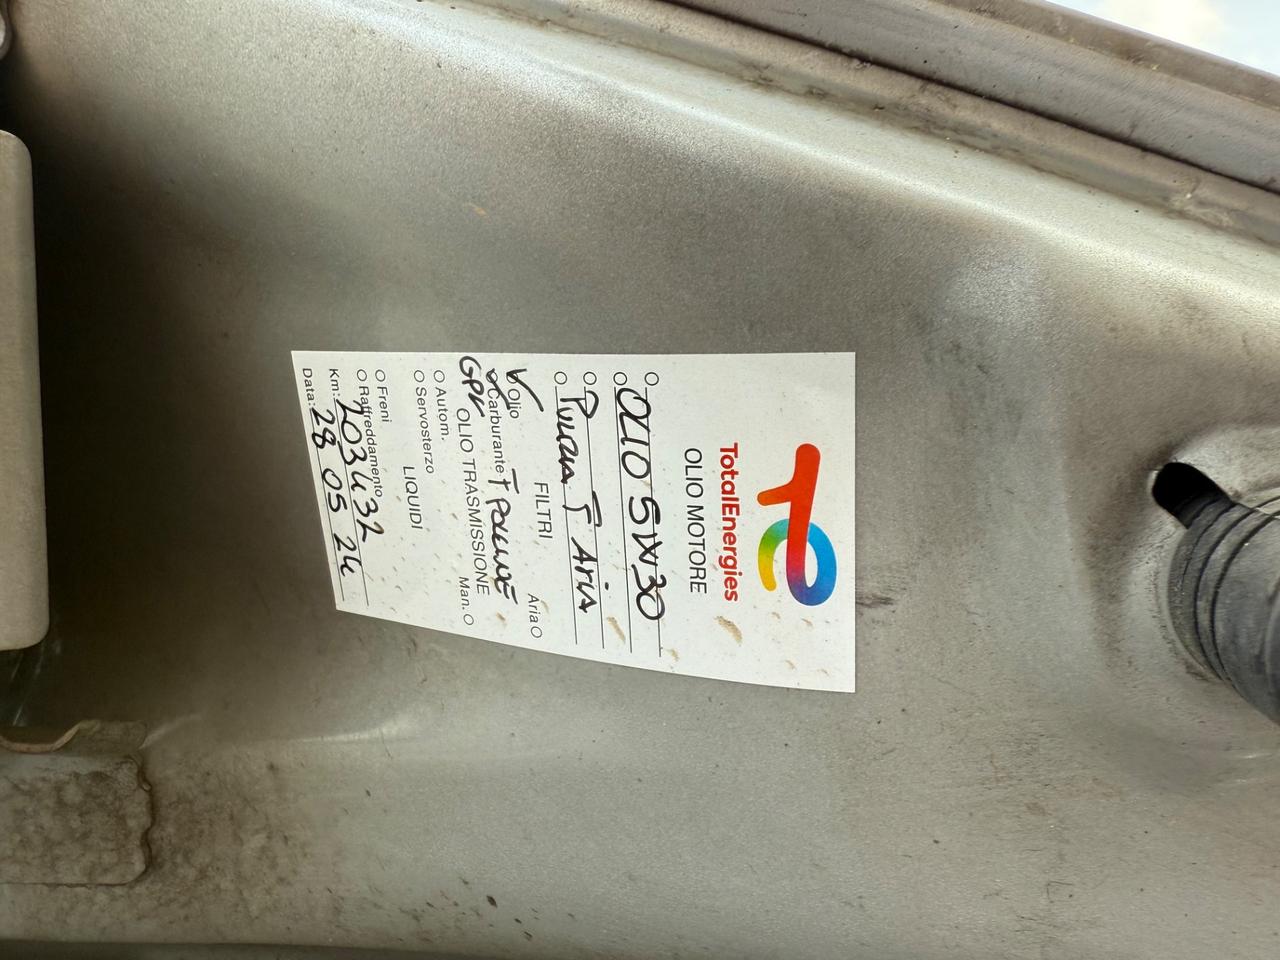 TotalEnergies
OLIO MOTORE
OLIO 5W30
Pulizia F Aria
FILTRI
Olio Aria
Carburante + POLLINE
GPL
OLIO TRASMISSIONE
Autom. Man.
Servosterzo
LIQUIDI
Freni
Raffreddamento
Km: 203432
Data: 28 05 24